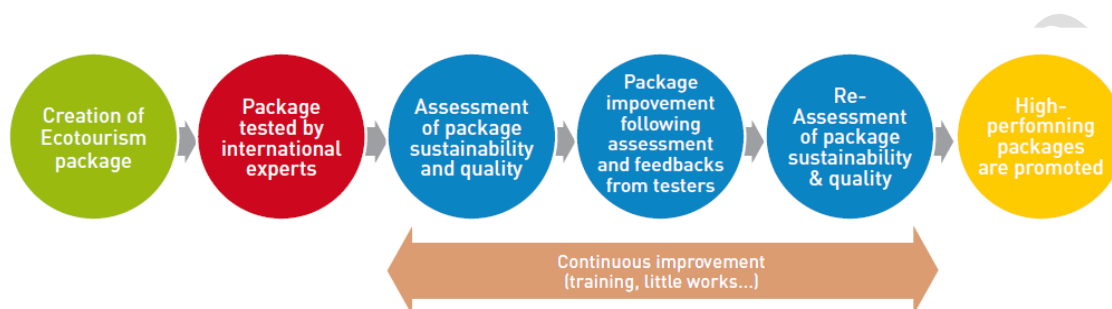 Creation of
Ecotourism
package
Package
tested by
international
experts
Assessment
of package
sustainability
and quality
Package
impovement
following
assessment
and feedbacks
from testers
Re-
Assessment
of package
sustainability
& quality
High-
perfomning
packages
are promoted
Continuous improvement
(training, little works...)